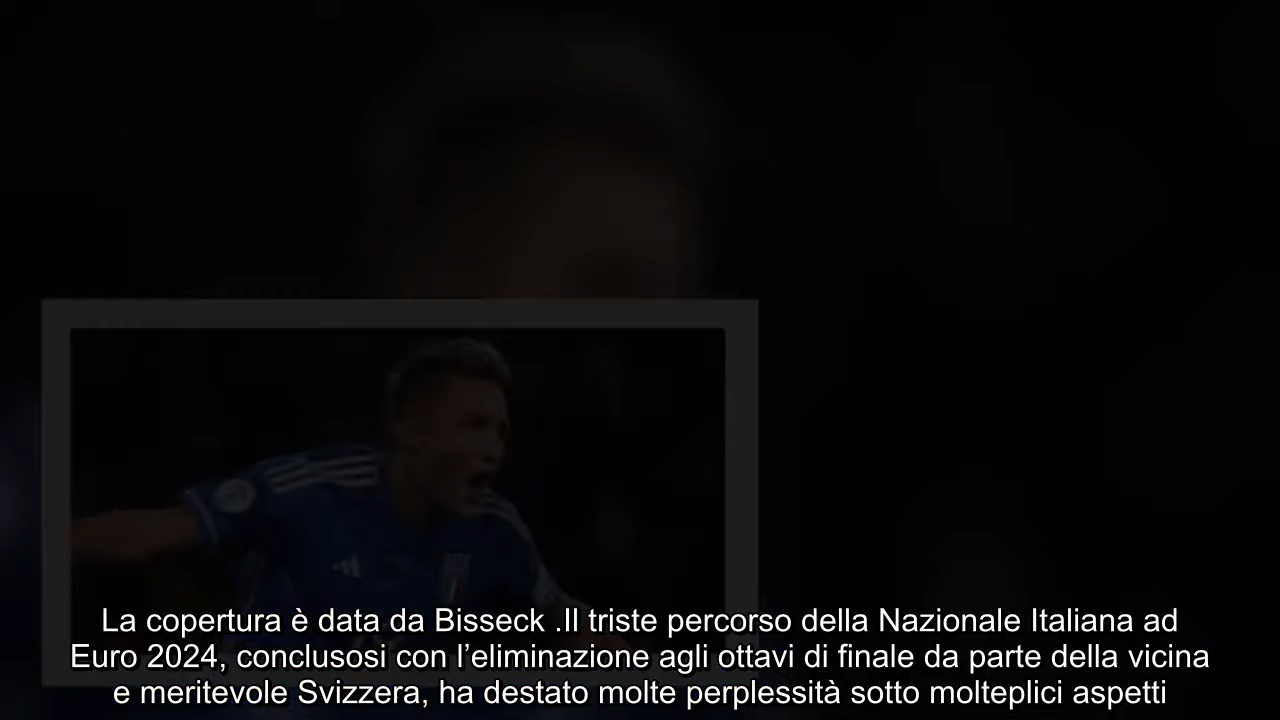 La copertura è data da Bisseck .Il triste percorso della Nazionale Italiana ad
Euro 2024, conclusosi con l’eliminazione agli ottavi di finale da parte della vicina
e meritevole Svizzera, ha destato molte perplessità sotto molteplici aspetti